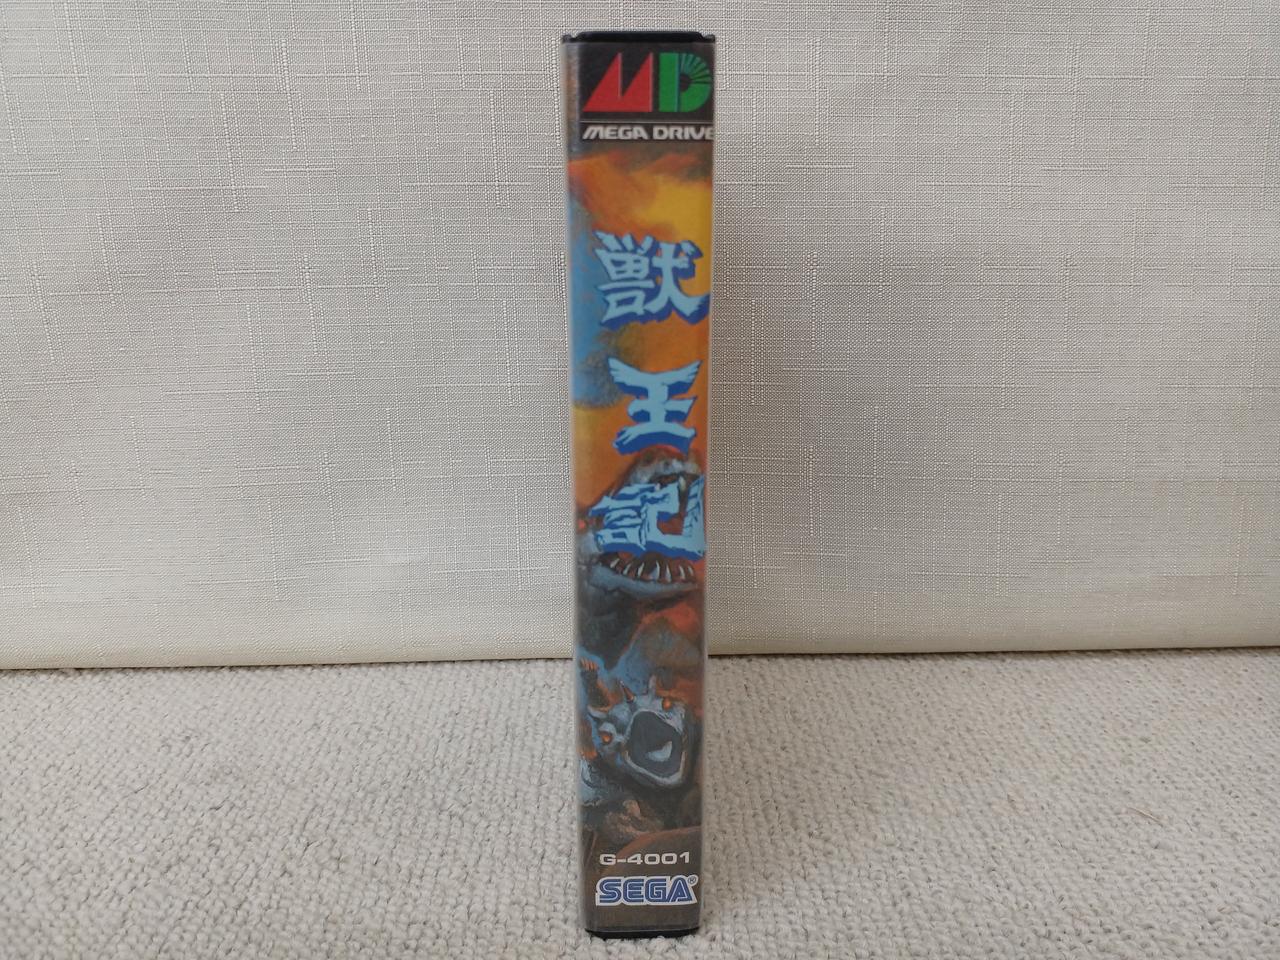 MD
MEGA DRIVE
獣
王
記
G-4001
SEGA®